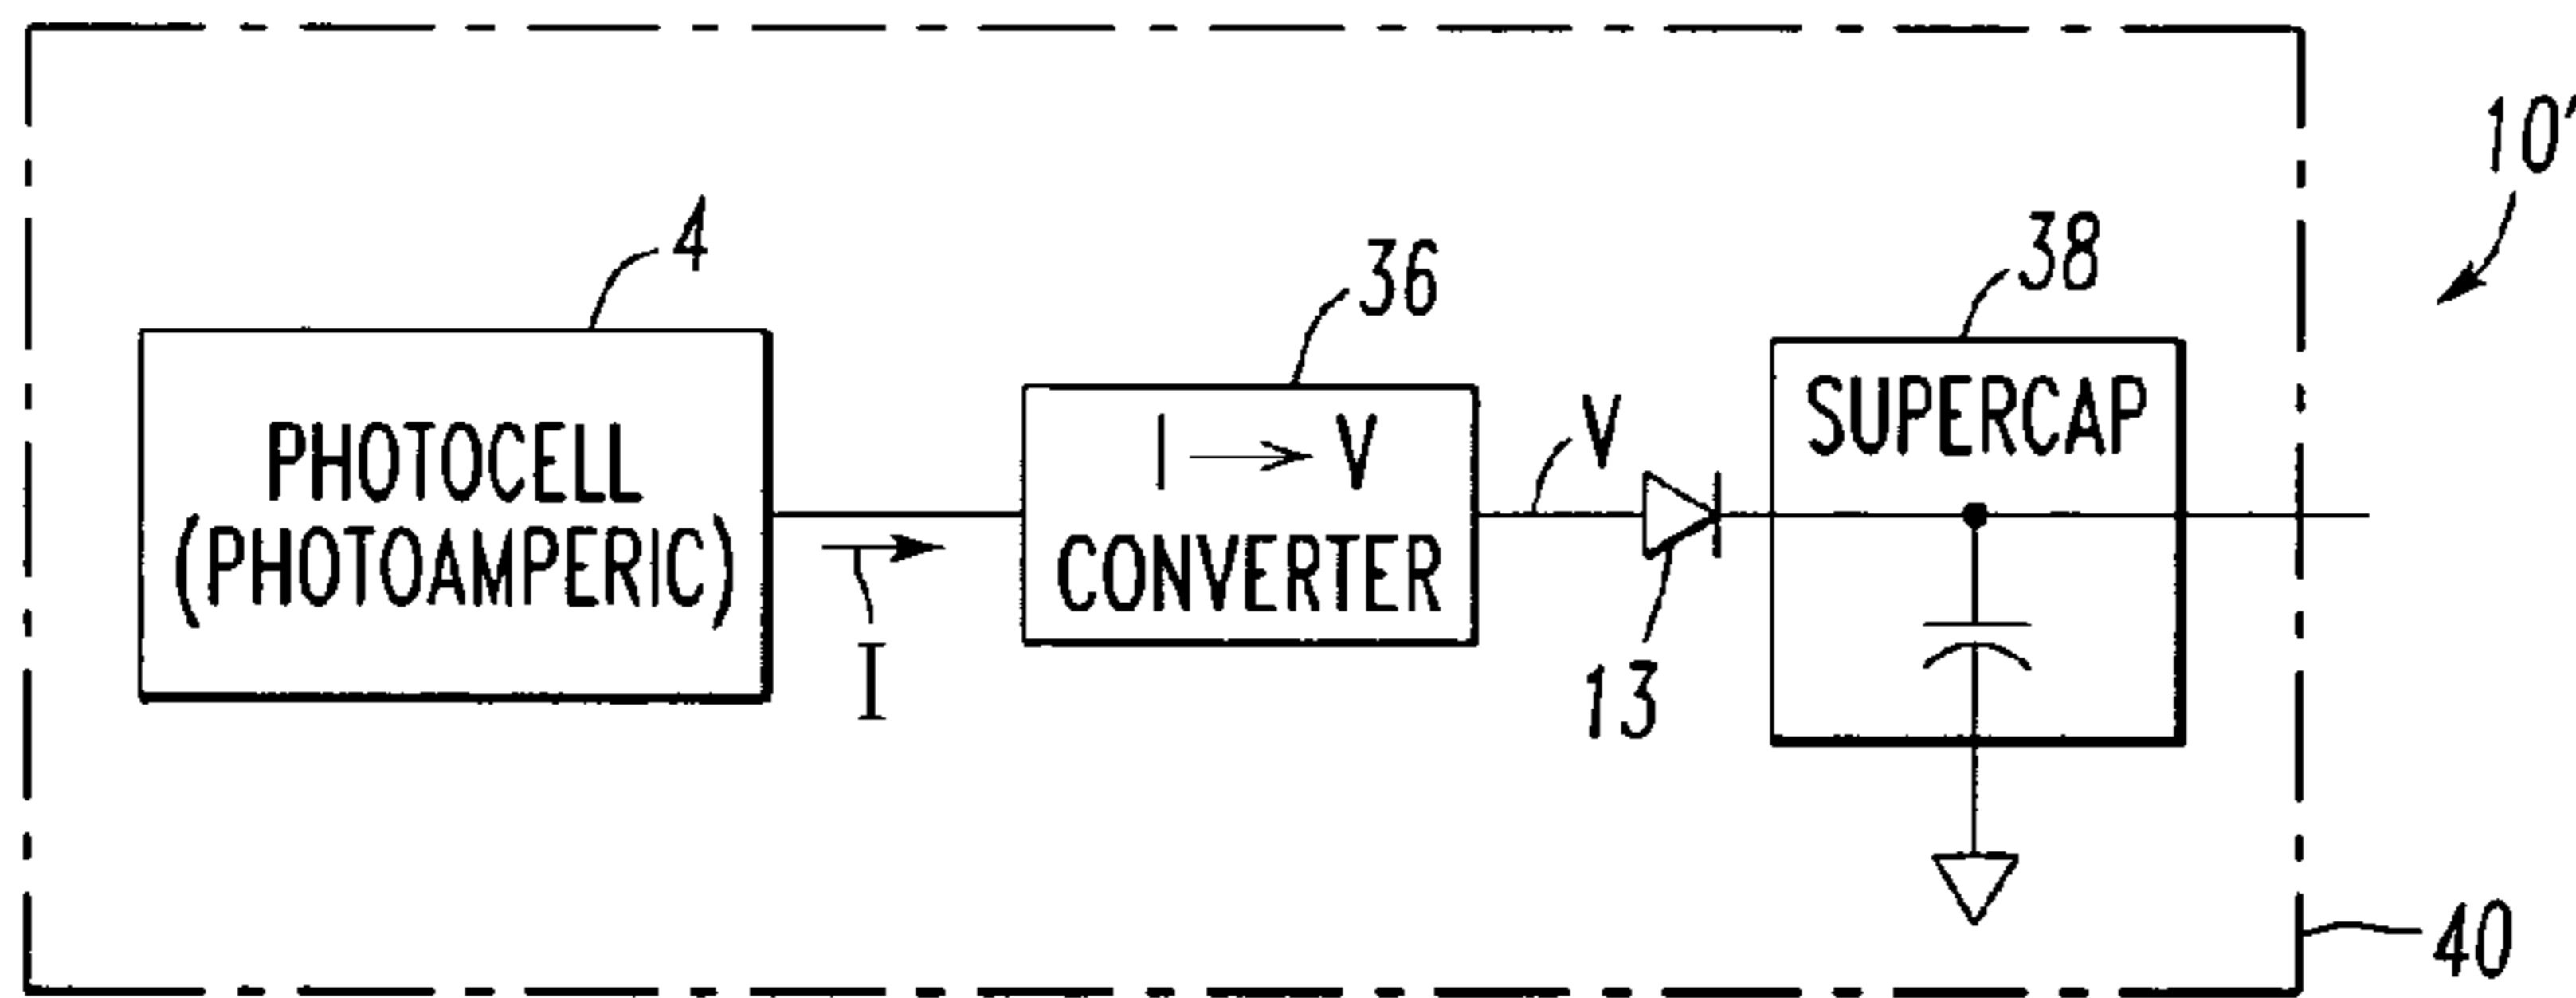 10'
4
36
38
PHOTOCELL
(PHOTOAMPERIC)
I
I → V
CONVERTER
V
13
SUPERCAP
40